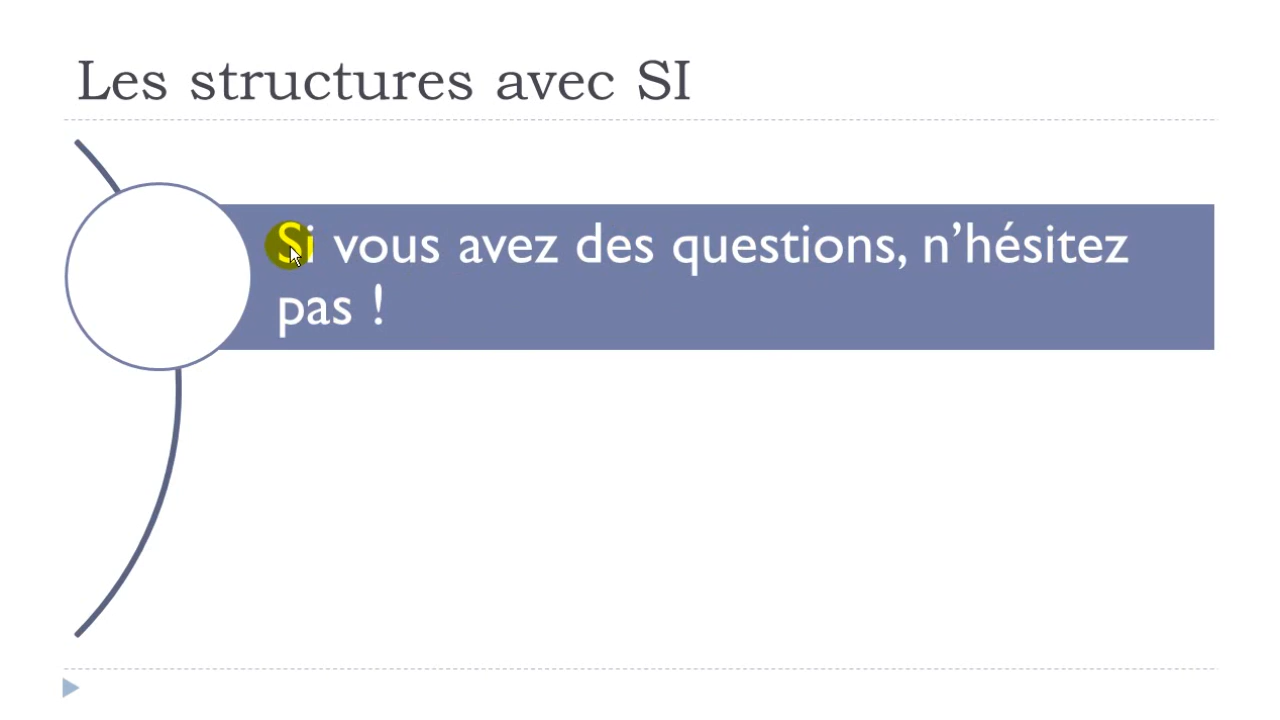 Les structures avec SI
Si vous avez des questions, n’hésitez
pas !